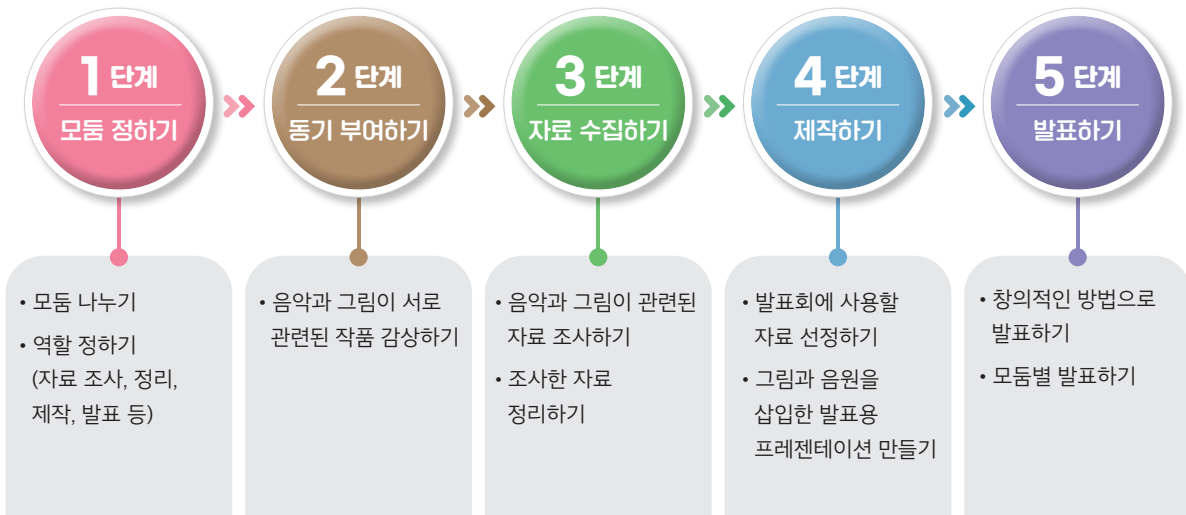 1 단계
모둠 정하기
• 모둠 나누기
• 역할 정하기
(자료 조사, 정리,
제작, 발표 등)
2 단계
동기 부여하기
• 음악과 그림이 서로
관련된 작품 감상하기
3 단계
자료 수집하기
• 음악과 그림이 관련된
자료 조사하기
• 조사한 자료
정리하기
4 단계
제작하기
• 발표회에 사용할
자료 선정하기
• 그림과 음원을
삽입한 발표용
프레젠테이션 만들기
5 단계
발표하기
• 창의적인 방법으로
발표하기
• 모둠별 발표하기